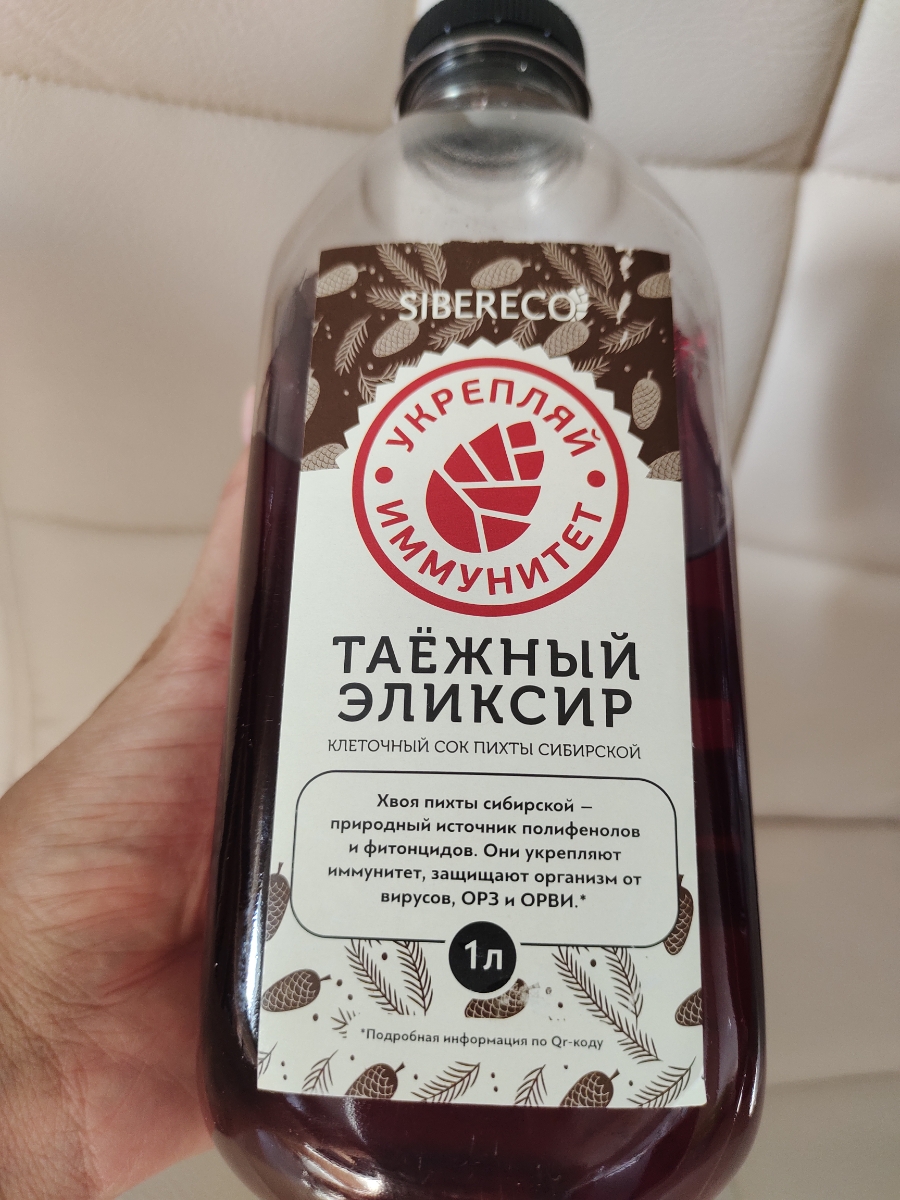 SIBERECO
УКРЕПЛЯЙ
ИММУНИТЕТ
ТАЁЖНЫЙ
ЭЛИКСИР
КЛЕТОЧНЫЙ СОК ПИХТЫ СИБИРСКОЙ
Хвоя пихты сибирской –
природный источник полифенолов
и фитонцидов. Они укрепляют
иммунитет, защищают организм от
вирусов, ОРЗ и ОРВИ.*
1л
*Подробная информация по Qr-коду